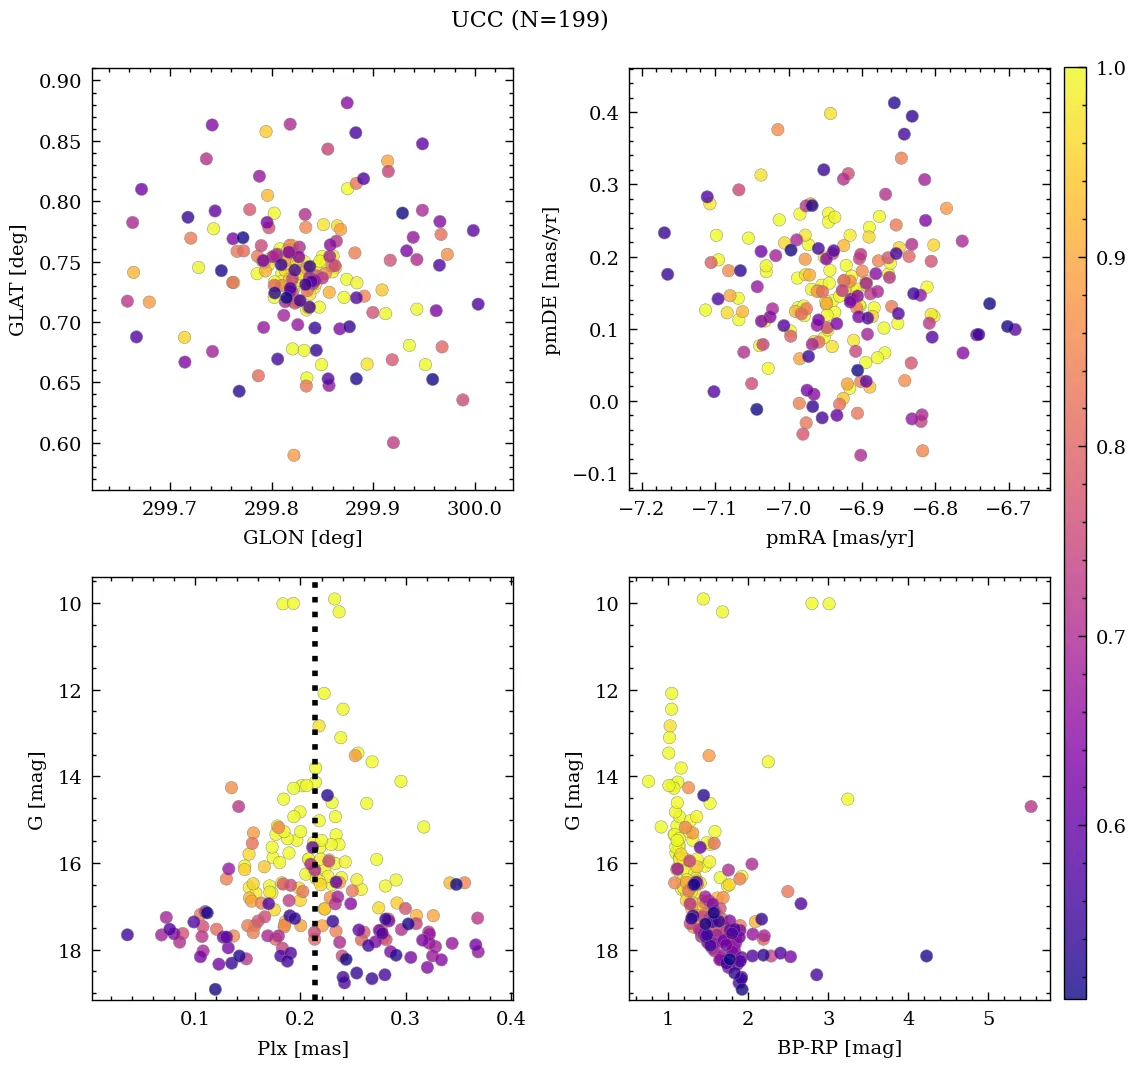 UCC (N=199)
0.90
0.85
0.80
0.75
0.70
0.65
0.60
GLAT [deg]
299.7 299.8 299.9 300.0
GLON [deg]
0.4
0.3
0.2
0.1
0.0
−0.1
pmDE [mas/yr]
−7.2 −7.1 −7.0 −6.9 −6.8 −6.7
pmRA [mas/yr]
1.0
0.9
0.8
0.7
0.6
10
12
14
16
18
G [mag]
0.1 0.2 0.3 0.4
Plx [mas]
10
12
14
16
18
G [mag]
1 2 3 4 5
BP-RP [mag]